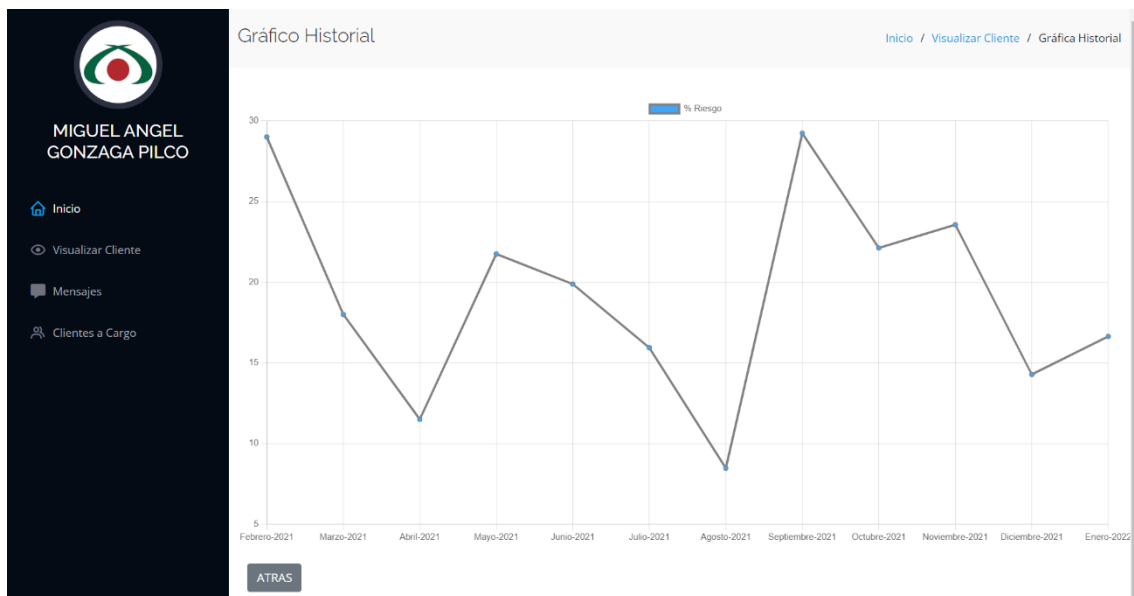 MIGUEL ANGEL
GONZAGA PILCO
Inicio
Visualizar Cliente
Mensajes
Clientes a Cargo
Gráfico Historial
Inicio / Visualizar Cliente / Gráfica Historial
% Riesgo
30
25
20
15
10
5
Febrero-2021 Marzo-2021 Abril-2021 Mayo-2021 Junio-2021 Julio-2021 Agosto-2021 Septiembre-2021 Octubre-2021 Noviembre-2021 Diciembre-2021 Enero-2022
ATRAS